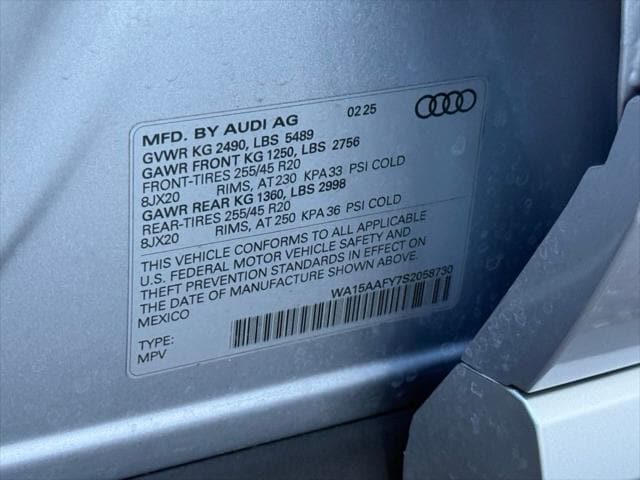 MFD. BY AUDI AG 02 25
GVWR KG 2490, LBS 5489
GAWR FRONT KG 1250, LBS 2756
FRONT-TIRES 255/45 R20
8JX20 RIMS, AT 230 KPA 33 PSI COLD
GAWR REAR KG 1360, LBS 2998
REAR-TIRES 255/45 R20
8JX20 RIMS, AT 250 KPA 36 PSI COLD
THIS VEHICLE CONFORMS TO ALL APPLICABLE
U.S. FEDERAL MOTOR VEHICLE SAFETY AND
THEFT PREVENTION STANDARDS IN EFFECT ON
THE DATE OF MANUFACTURE SHOWN ABOVE.
MEXICO WA15AAFY7S2058730
TYPE:
MPV